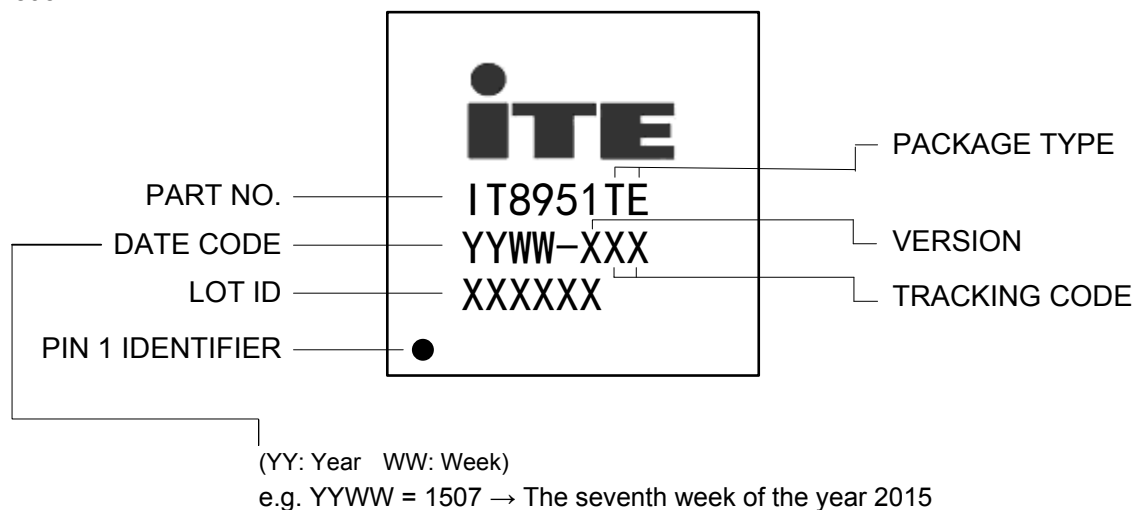 iTE
PACKAGE TYPE
PART NO.
IT8951TE
DATE CODE
YYWW-XXX
VERSION
LOT ID
XXXXXX
TRACKING CODE
PIN 1 IDENTIFIER
(YY: Year WW: Week)
e.g. YYWW = 1507 → The seventh week of the year 2015